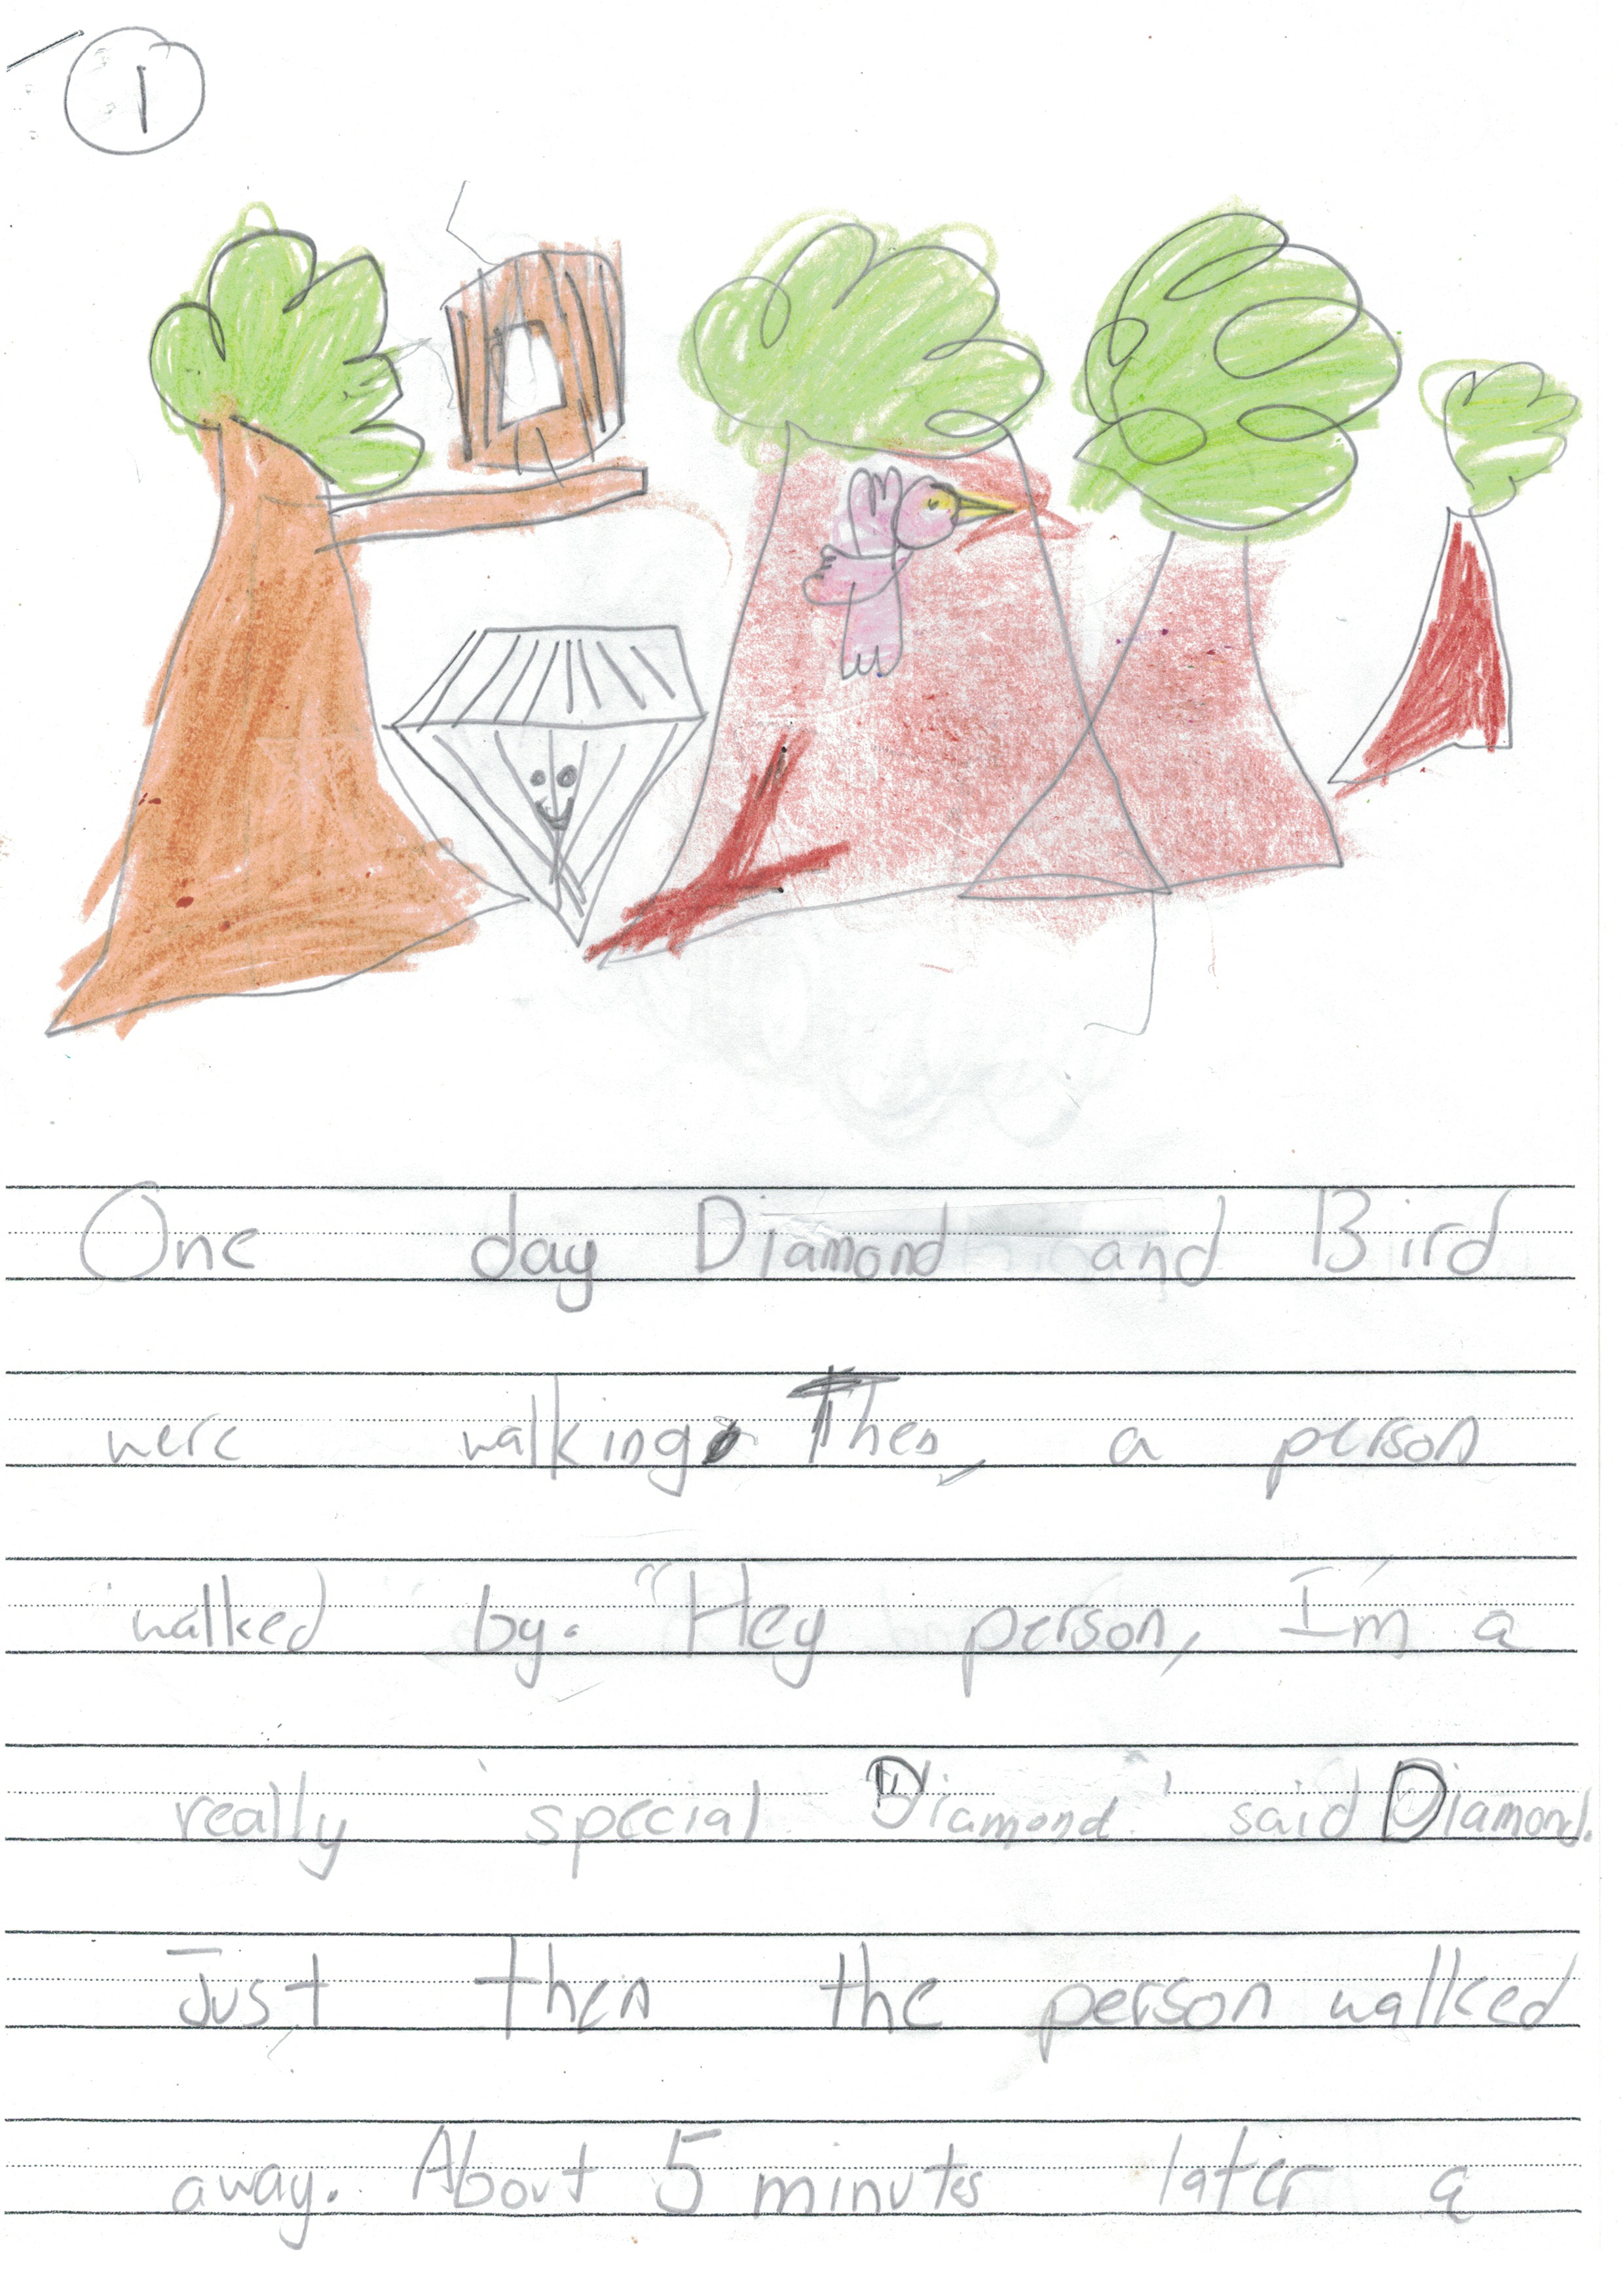 1
One day Diamond and Bird
were walking. Then, a person
walked by. "Hey person, I'm a
really special Diamond" said Diamond.
Just then the person walked
away. About 5 minutes later a